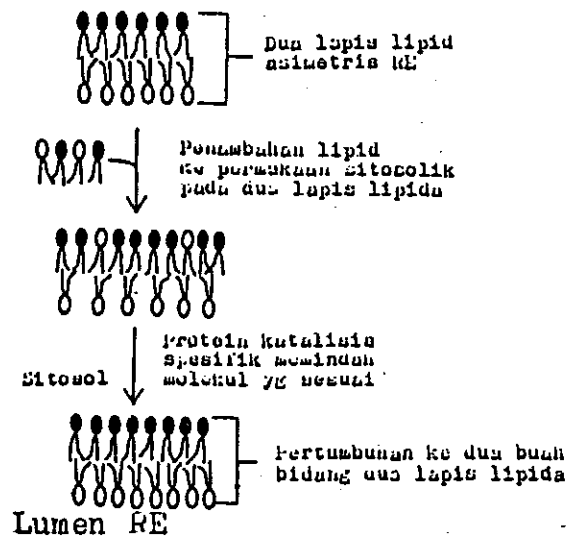 Dua lapis lipid
asimetris RE
Penambahan lipid
ke permukaan sitosolik
pada dua lapis lipida
Protein katalisis
spesifik memindah
molekul yg sesuai
Sitosol
Pertumbuhan ke dua buah
bidang dua lapis lipida
Lumen RE